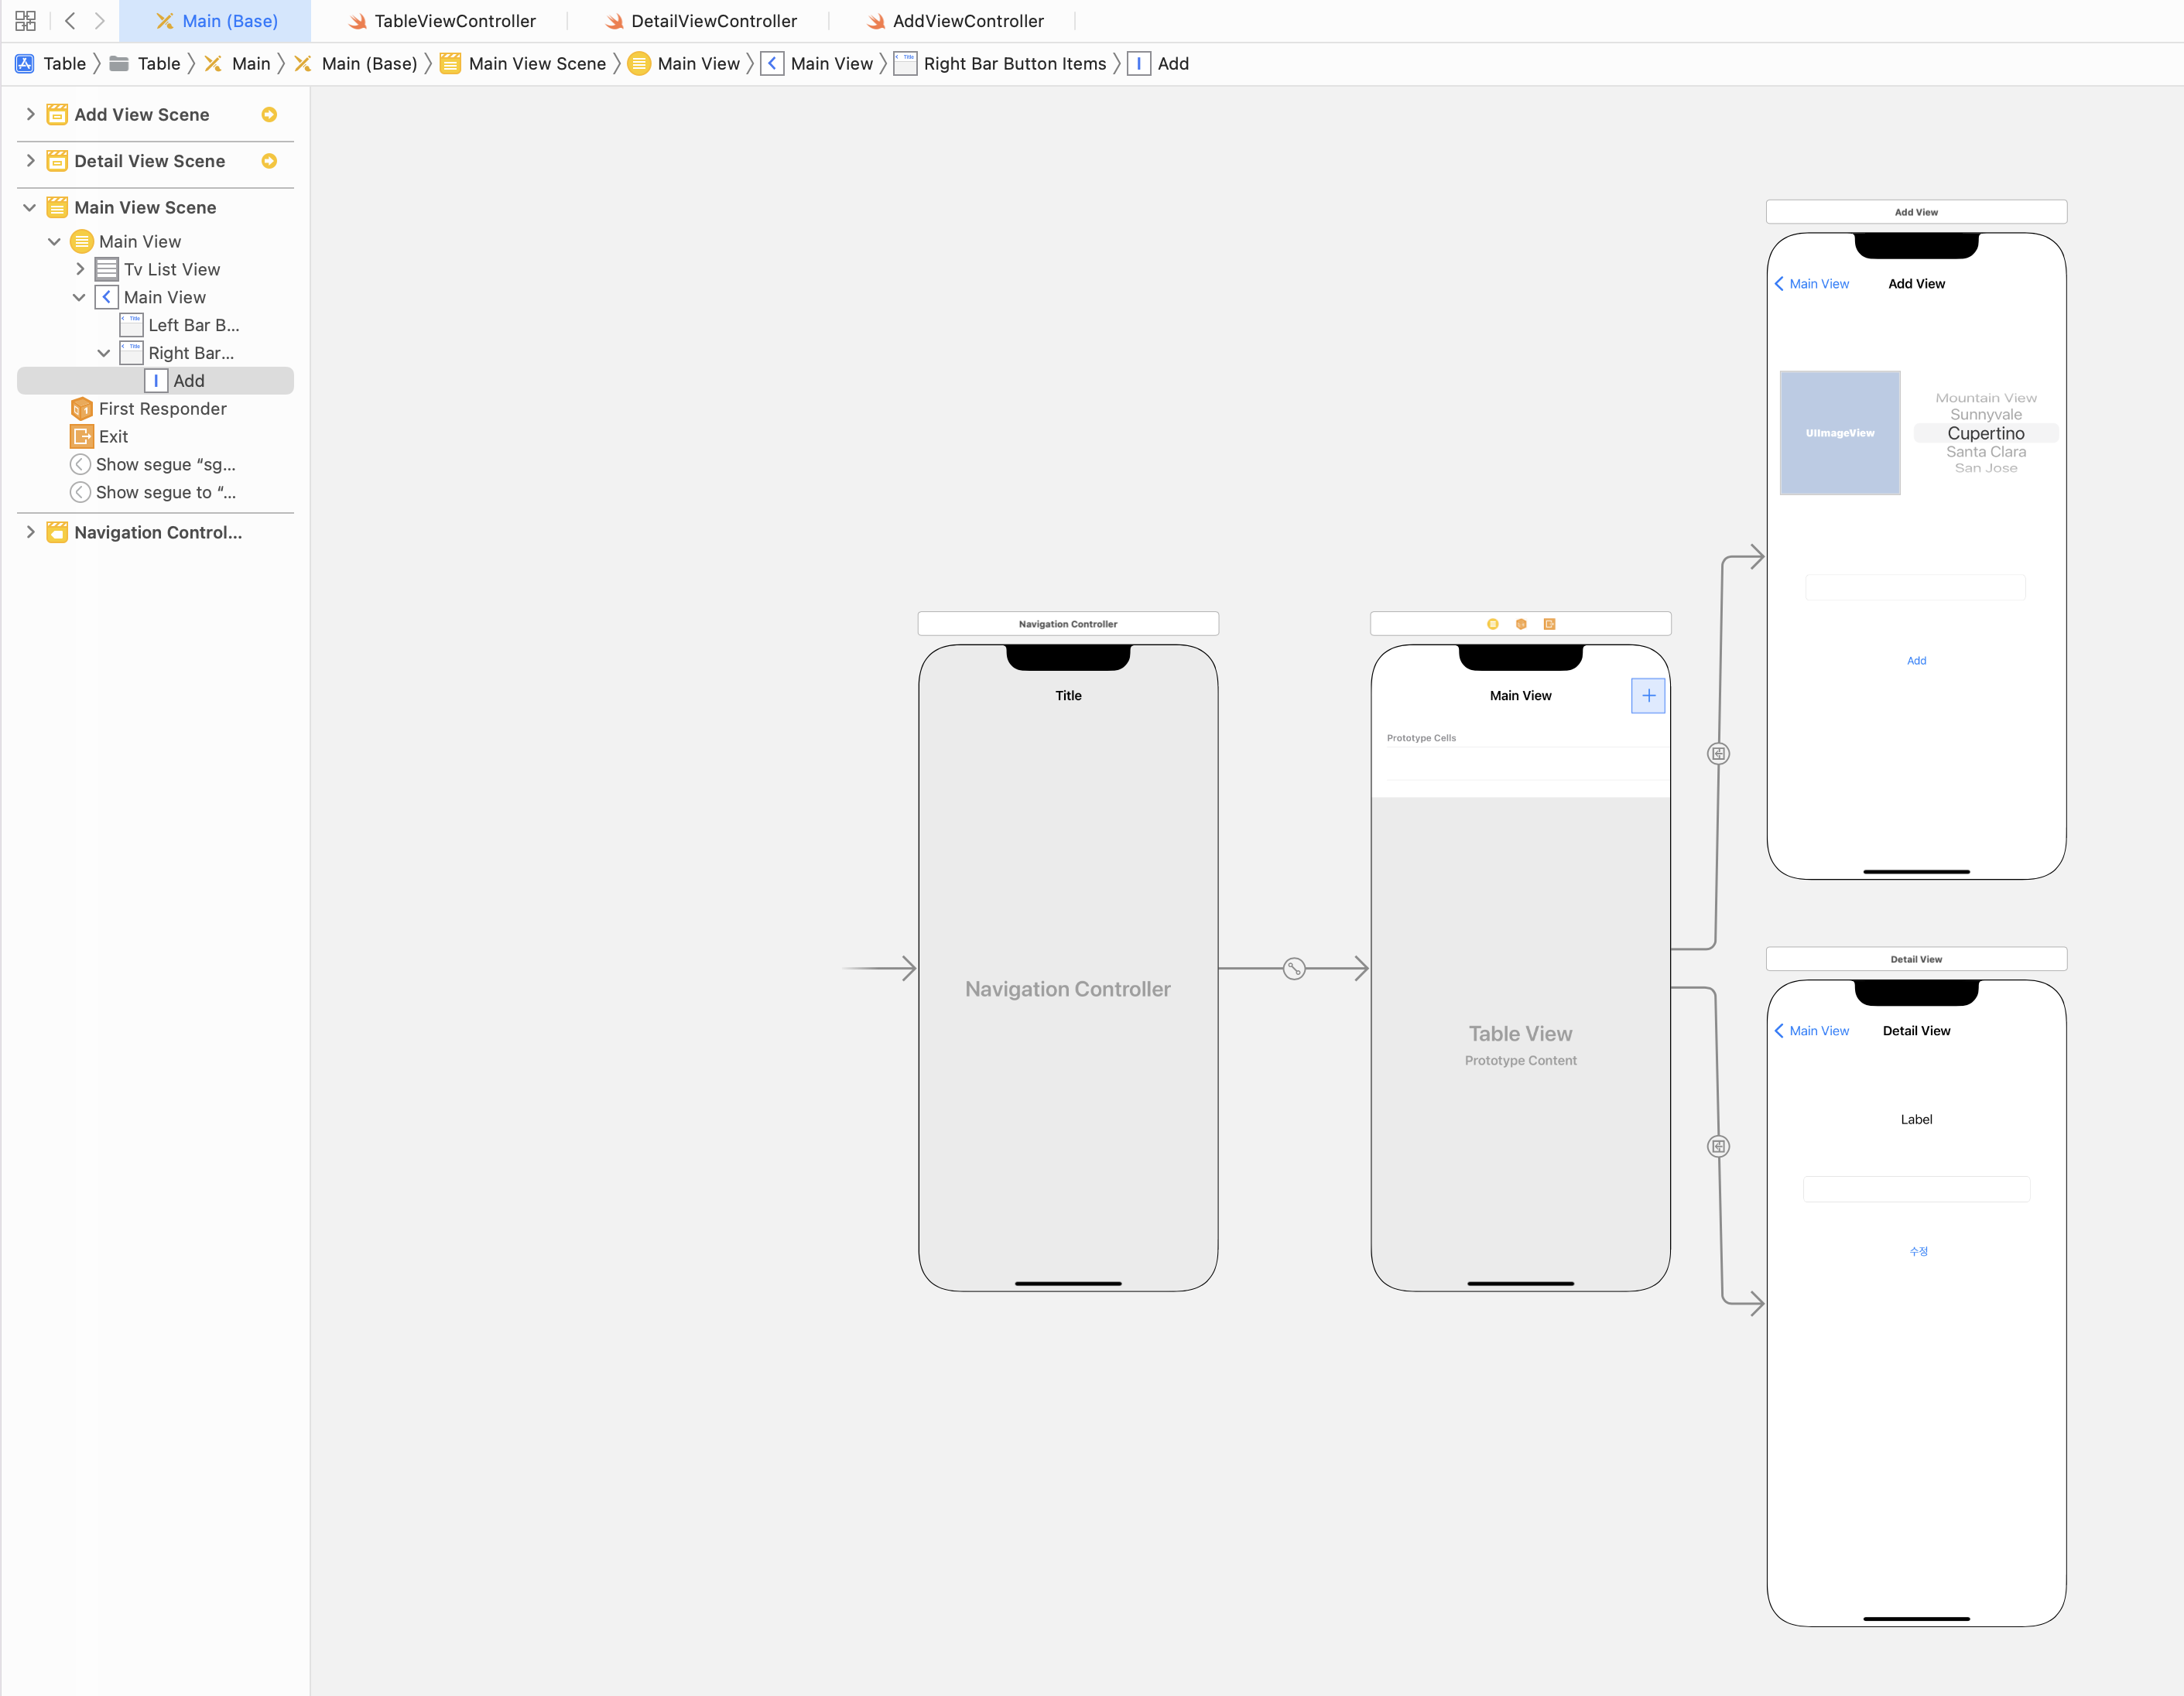 Main (Base)
TableViewController
DetailViewController
AddViewController
Table
Table
Main
Main (Base)
Main View Scene
Main View
Main View
Right Bar Button Items
Add
Add View Scene
Detail View Scene
Main View Scene
Main View
Tv List View
Main View
Left Bar B...
Right Bar...
Add
First Responder
Exit
Show segue “sg...
Show segue to “...
Navigation Control...
Navigation Controller
Title
Navigation Controller
Main View
Prototype Cells
Table View
Prototype Content
Add View
Main View
Add View
UIImageView
Mountain View
Sunnyvale
Cupertino
Santa Clara
San Jose
Add
Detail View
Main View
Detail View
Label
수정